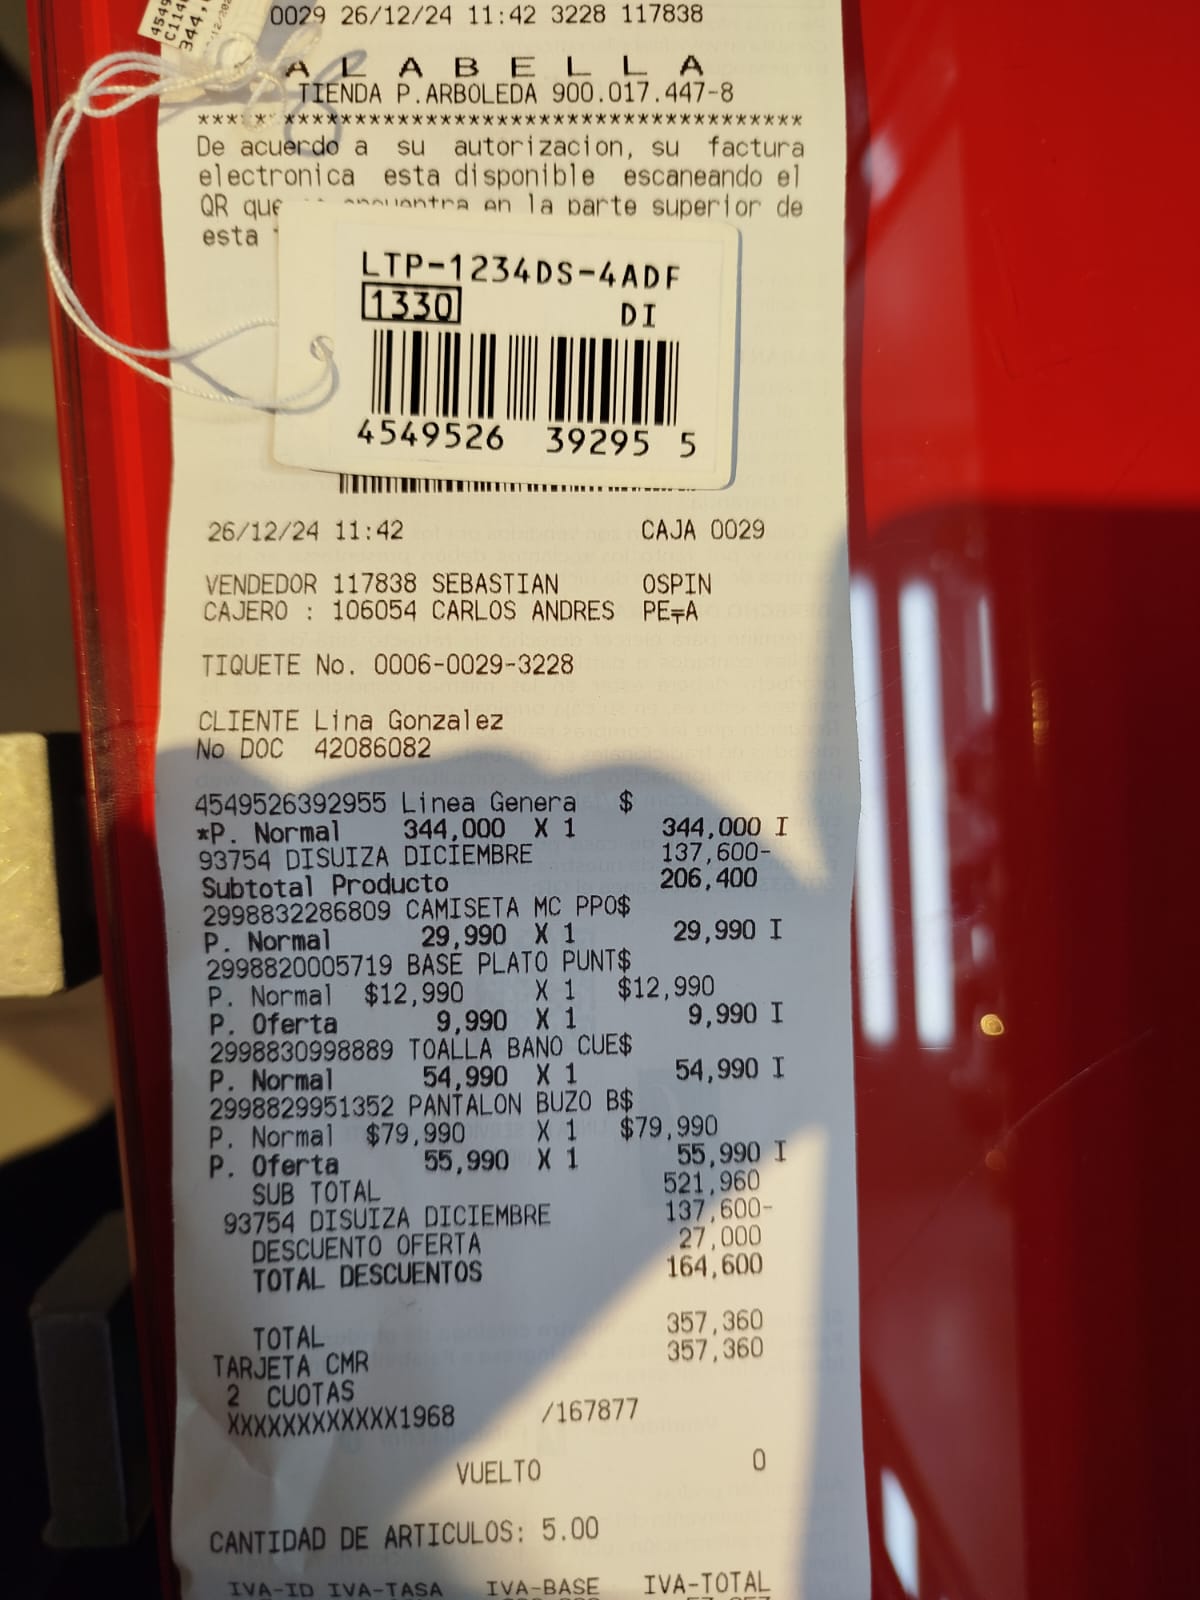 0029 26/12/24 11:42 3228 117838
A L A B E L L A
TIENDA P.ARBOLEDA 900.017.447-8
*******************************************
De acuerdo a su autorizacion, su factura
electronica esta disponible escaneando el
QR que se encuentra en la parte superior de
esta
LTP-1234DS-4ADF
1330 DI
4549526 39295 5
26/12/24 11:42 CAJA 0029
VENDEDOR 117838 SEBASTIAN OSPIN
CAJERO : 106054 CARLOS ANDRES PE╤A
TIQUETE No. 0006-0029-3228
CLIENTE Lina Gonzalez
No DOC 42086082
4549526392955 Linea Genera $
*P. Normal 344,000 X 1 344,000 I
93754 DISUIZA DICIEMBRE 137,600-
Subtotal Producto 206,400
2998832286809 CAMISETA MC PPO$
P. Normal 29,990 X 1 29,990 I
2998820005719 BASE PLATO PUNT$
P. Normal $12,990 X 1 $12,990
P. Oferta 9,990 X 1 9,990 I
2998830998889 TOALLA BANO CUE$
P. Normal 54,990 X 1 54,990 I
2998829951352 PANTALON BUZO B$
P. Normal $79,990 X 1 $79,990
P. Oferta 55,990 X 1 55,990 I
SUB TOTAL 521,960
93754 DISUIZA DICIEMBRE 137,600-
DESCUENTO OFERTA 27,000
TOTAL DESCUENTOS 164,600
TOTAL 357,360
TARJETA CMR 357,360
2 CUOTAS
XXXXXXXXXXXX1968 /167877
VUELTO 0
CANTIDAD DE ARTICULOS: 5.00
IVA-ID IVA-TASA IVA-BASE IVA-TOTAL